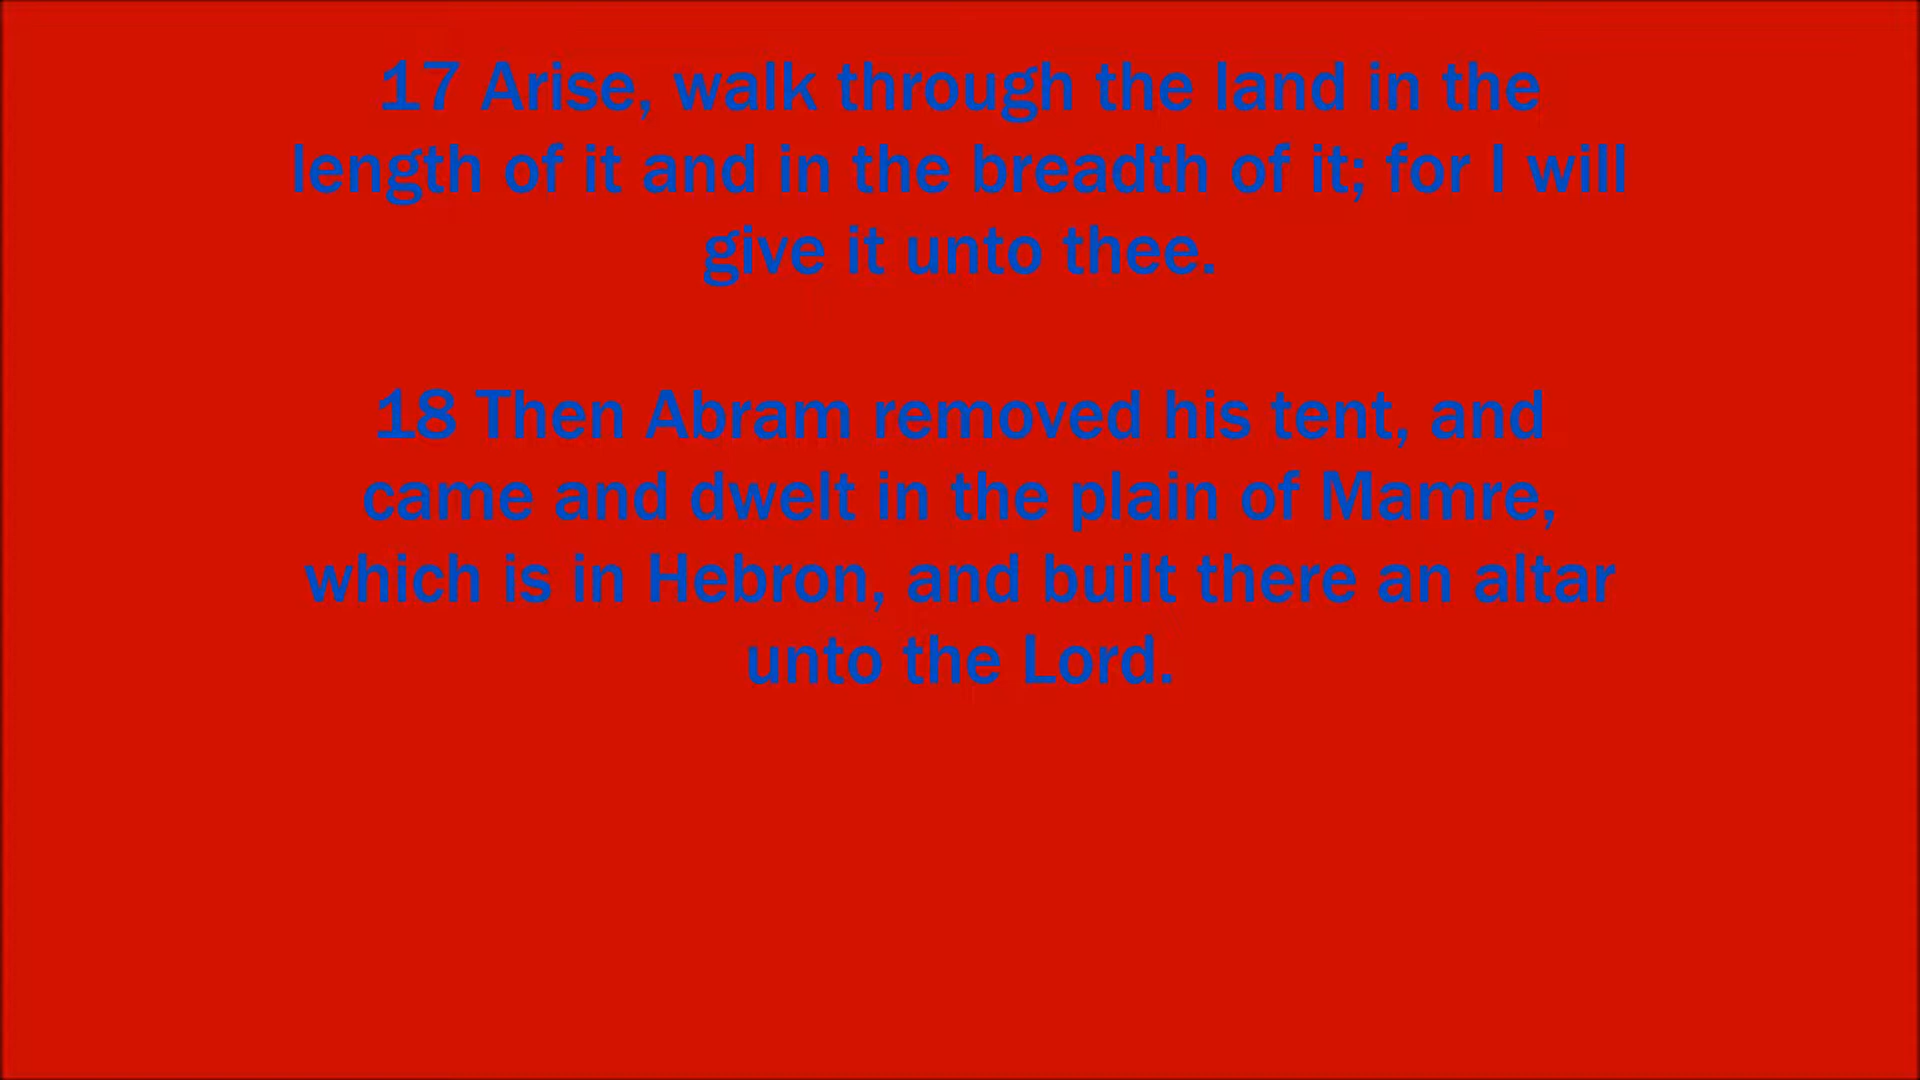 17 Arise, walk through the land in the
length of it and in the breadth of it; for I will
give it unto thee.
18 Then Abram removed his tent, and
came and dwelt in the plain of Mamre,
which is in Hebron, and built there an altar
unto the Lord.